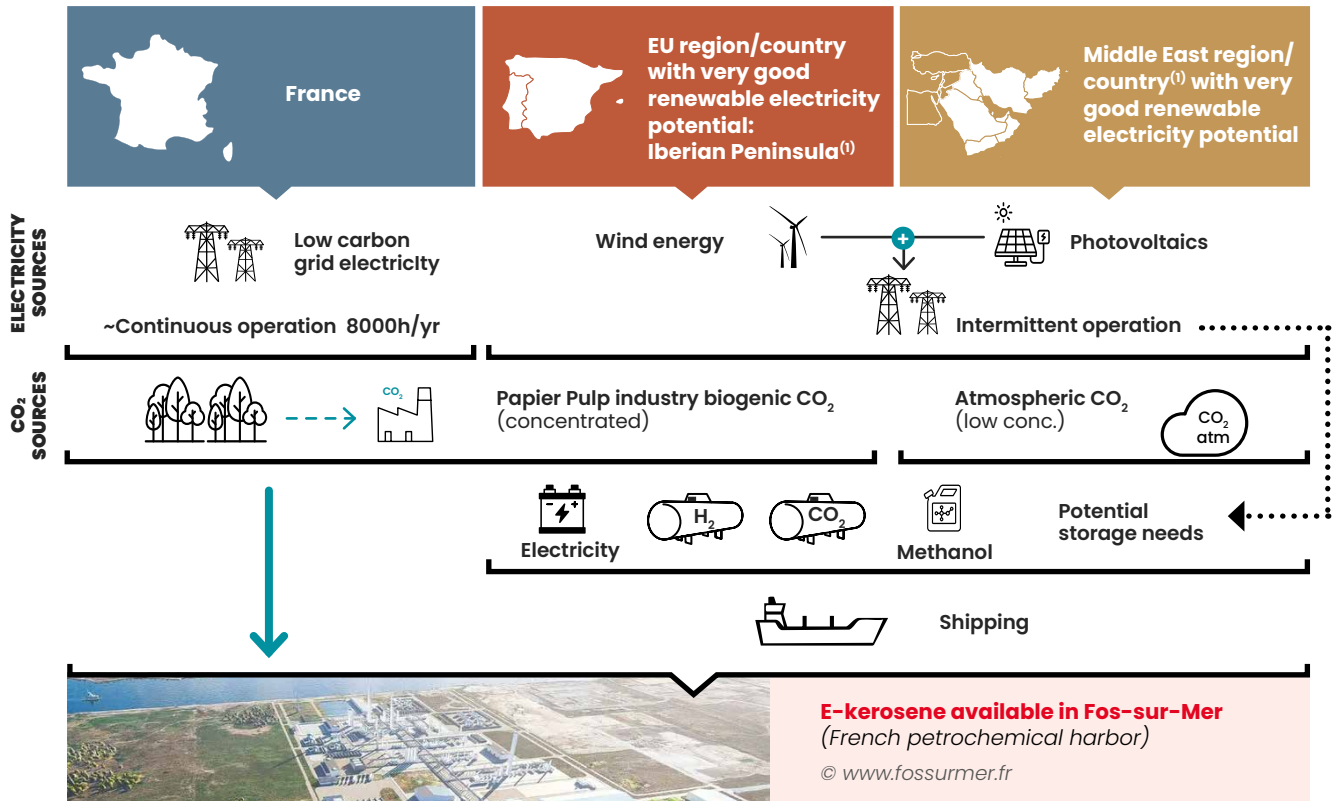 France
EU region/country
with very good
renewable electricity
potential:
Iberian Peninsula(1)
Middle East region/
country(1) with very
good renewable
electricity potential
ELECTRICITY
SOURCES
Low carbon
grid electricIty
~Continuous operation 8000h/yr
Wind energy
+
Photovoltaics
Intermittent operation
CO2
SOURCES
CO2
Papier Pulp industry biogenic CO2
(concentrated)
Atmospheric CO2
(low conc.)
CO2
atm
- +
Electricity
H2
CO2
Methanol
Potential
storage needs
Shipping
E-kerosene available in Fos-sur-Mer
(French petrochemical harbor)
© www.fossurmer.fr